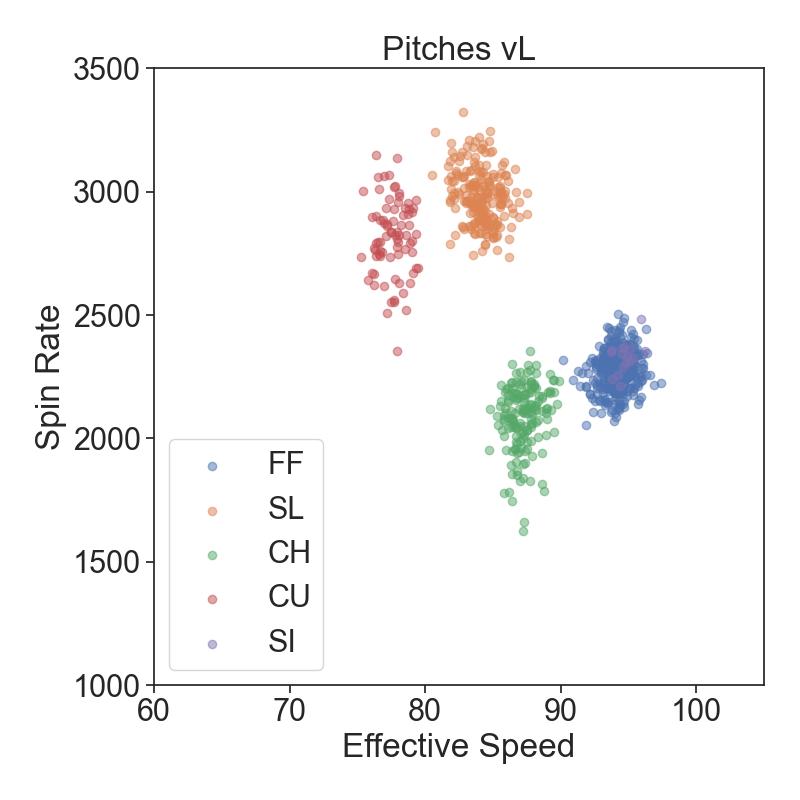 Pitches vL
3500
3000
2500
2000
1500
1000
Spin Rate
FF
SL
CH
CU
SI
60 70 80 90 100
Effective Speed